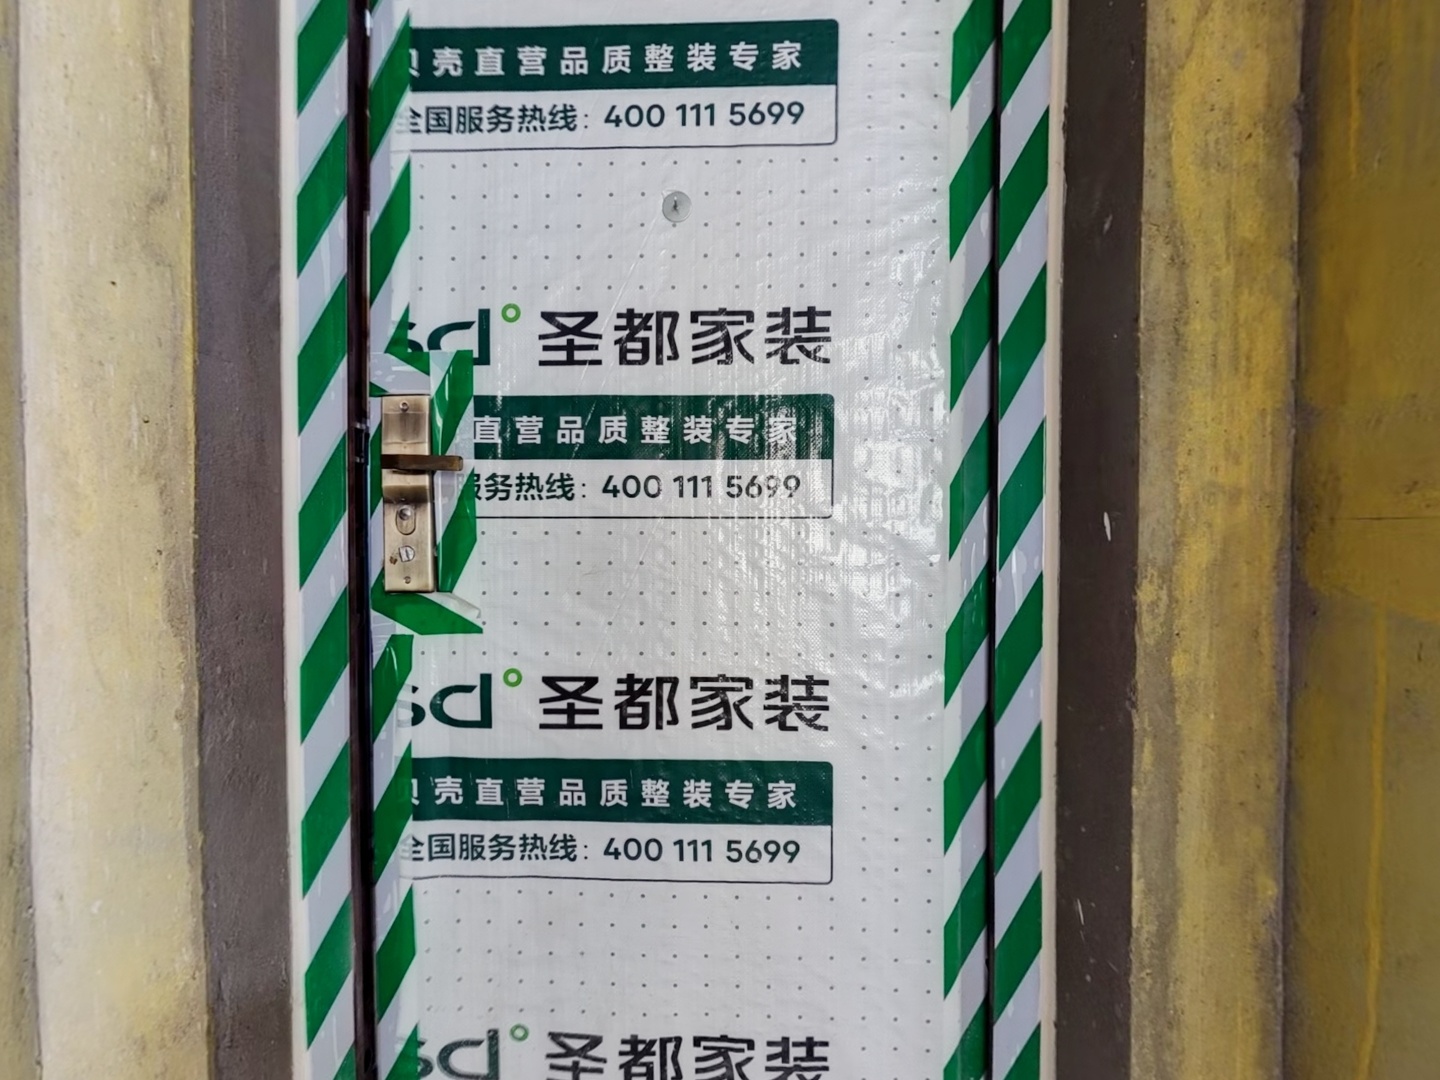 贝壳直营品质整装专家
全国服务热线：400 111 5699
sd° 圣都家装
直营品质整装专家
服务热线：400 111 5699
sd° 圣都家装
贝壳直营品质整装专家
全国服务热线：400 111 5699
sd° 圣都家装